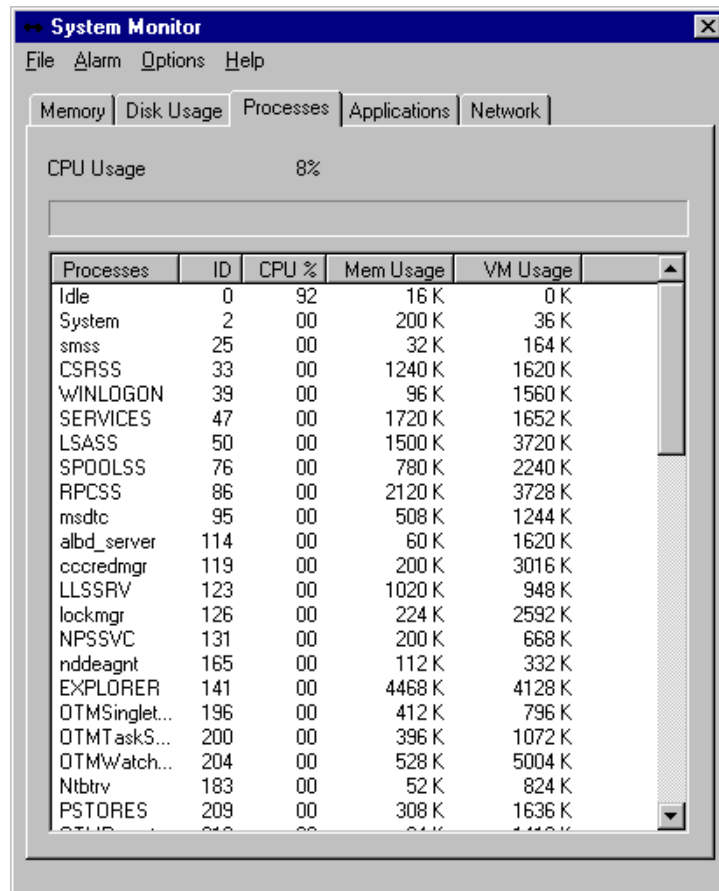 System Monitor
File Alarm Options Help
Memory Disk Usage Processes Applications Network
CPU Usage 8%
Processes ID CPU % Mem Usage VM Usage
Idle 0 92 16 K 0 K
System 2 00 200 K 36 K
smss 25 00 32 K 164 K
CSRSS 33 00 1240 K 1620 K
WINLOGON 39 00 96 K 1560 K
SERVICES 47 00 1720 K 1652 K
LSASS 50 00 1500 K 3720 K
SPOOLSS 76 00 780 K 2240 K
RPCSS 86 00 2120 K 3728 K
msdtc 95 00 508 K 1244 K
albd_server 114 00 60 K 1620 K
cccredmgr 119 00 200 K 3016 K
LLSSRV 123 00 1020 K 948 K
lockmgr 126 00 224 K 2592 K
NPSSVC 131 00 200 K 668 K
nddeagnt 165 00 112 K 332 K
EXPLORER 141 00 4468 K 4128 K
OTMSinglet... 196 00 412 K 796 K
OTMTaskS... 200 00 396 K 1072 K
OTMWatch... 204 00 528 K 5004 K
Ntbtrv 183 00 52 K 824 K
PSTORES 209 00 308 K 1636 K